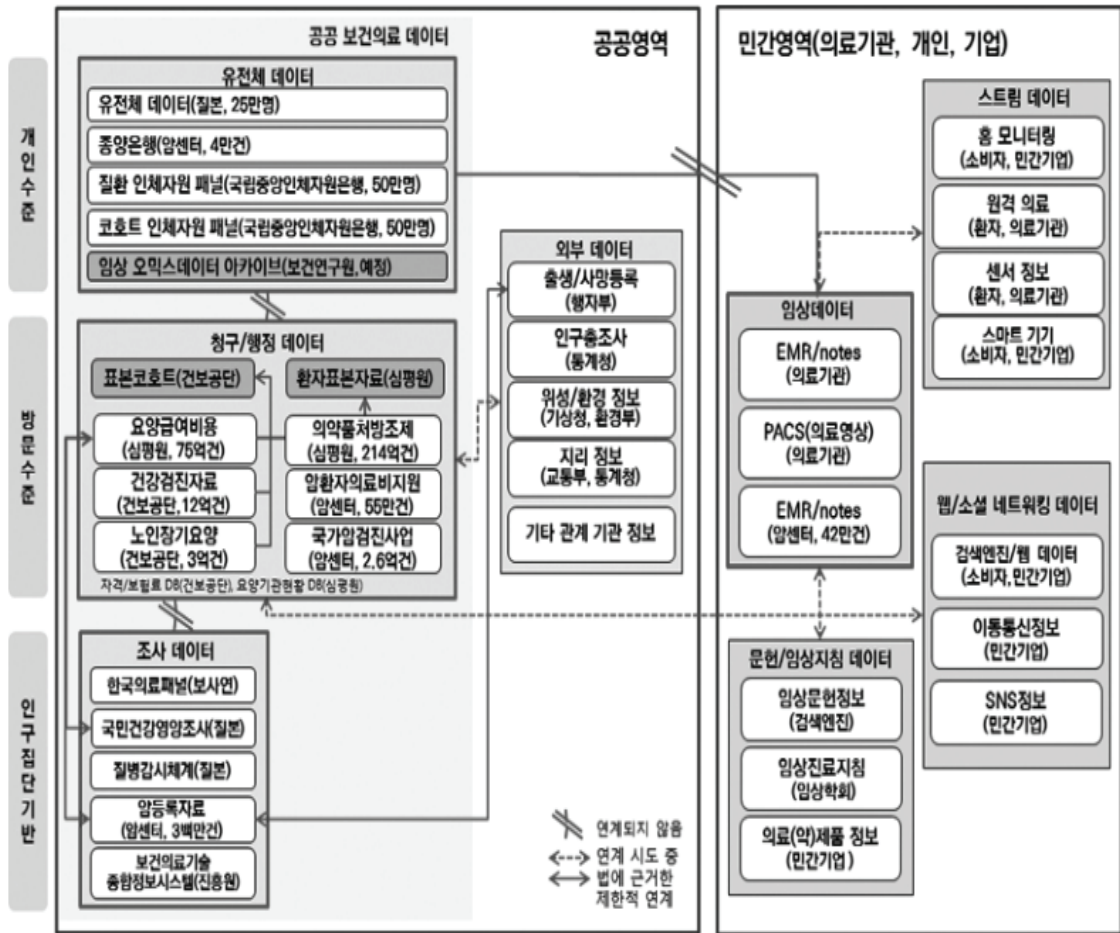 공공 보건의료 데이터
공공영역
민간영역(의료기관, 개인, 기업)
개인수준
방문수준
인구집단기반
유전체 데이터
유전체 데이터(질본, 25만명)
종양은행(암센터, 4만건)
질환 인체자원 패널(국립중앙인체자원은행, 50만명)
코호트 인체자원 패널(국립중앙인체자원은행, 50만명)
임상 오믹스데이터 아카이브(보건연구원,예정)
청구/행정 데이터
표본코호트(건보공단)
환자표본자료(심평원)
요양급여비용
(심평원, 75억건)
의약품처방조제
(심평원, 214억건)
건강검진자료
(건보공단, 12억건)
암환자의료비지원
(암센터, 55만건)
노인장기요양
(건보공단, 3억건)
국가암검진사업
(암센터, 2.6억건)
자격/보험료 DB(건보공단), 요양기관현황 DB(심평원)
조사 데이터
한국의료패널(보사연)
국민건강영양조사(질본)
질병감시체계(질본)
암등록자료
(암센터, 3백만건)
보건의료기술
종합정보시스템(진흥원)
외부 데이터
출생/사망등록
(행자부)
인구총조사
(통계청)
위성/환경 정보
(기상청, 환경부)
지리 정보
(교통부, 통계청)
기타 관계 기관 정보
연계되지 않음
연계 시도 중
법에 근거한
제한적 연계
임상데이터
EMR/notes
(의료기관)
PACS(의료영상)
(의료기관)
EMR/notes
(암센터, 42만건)
문헌/임상지침 데이터
임상문헌정보
(검색엔진)
임상진료지침
(임상학회)
의료(약)제품 정보
(민간기업)
스트림 데이터
홈 모니터링
(소비자, 민간기업)
원격 의료
(환자, 의료기관)
센서 정보
(환자, 의료기관)
스마트 기기
(소비자, 민간기업)
웹/소셜 네트워킹 데이터
검색엔진/웹 데이터
(소비자,민간기업)
이동통신정보
(민간기업)
SNS정보
(민간기업)